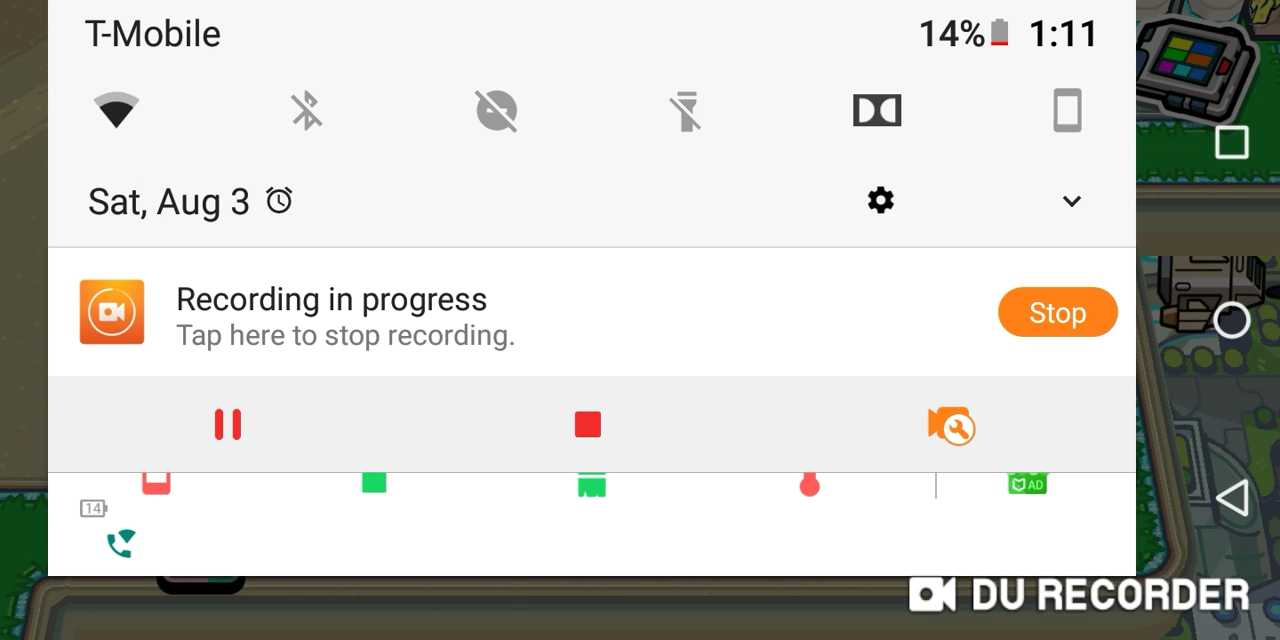 T-Mobile
14% 1:11
Sat, Aug 3
Recording in progress
Tap here to stop recording.
Stop
AD
14
DU RECORDER